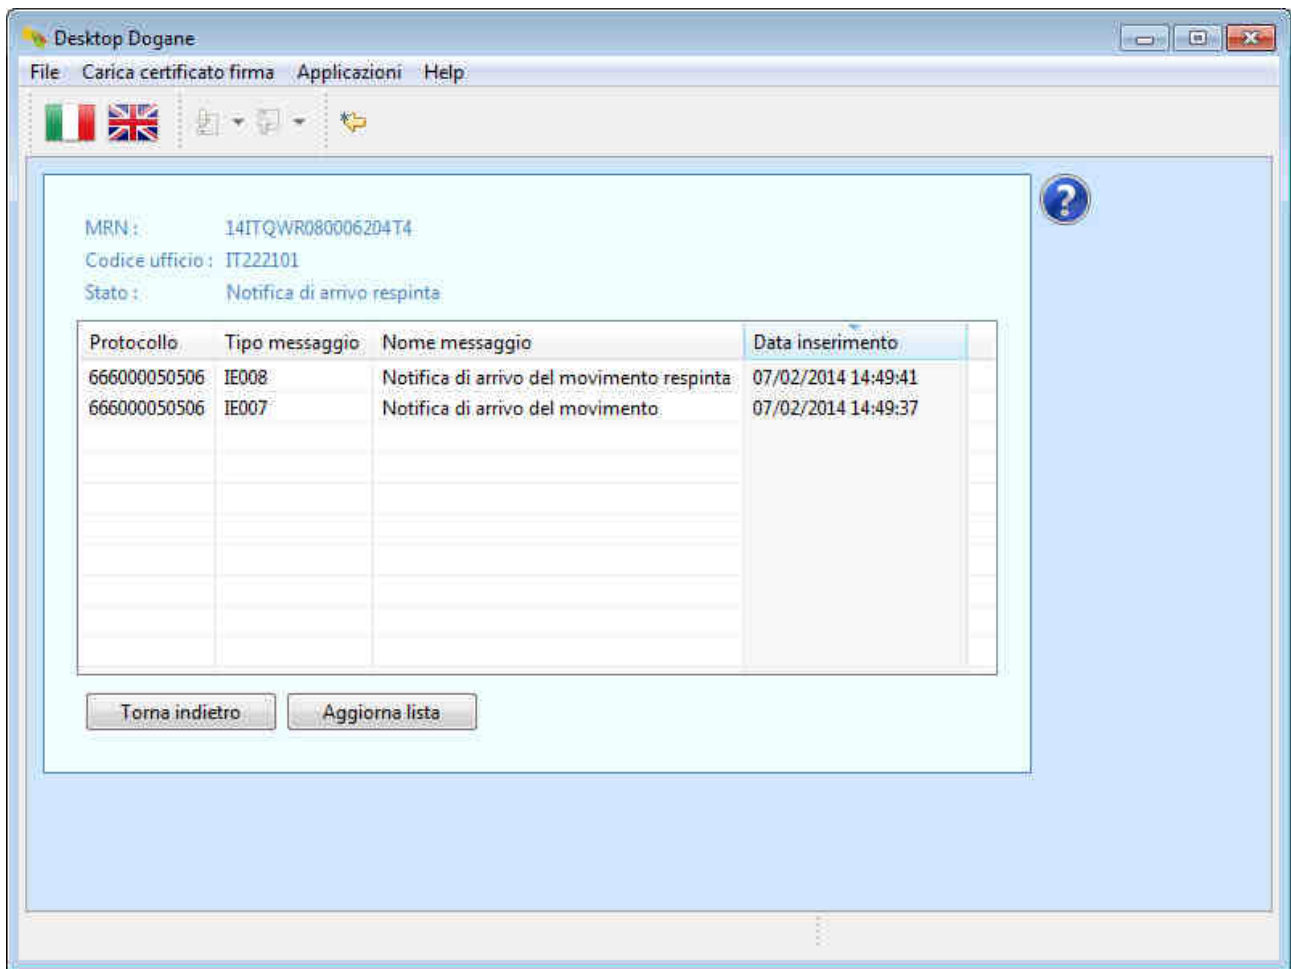 Desktop Dogane
File Carica certificato firma Applicazioni Help
MRN : 14ITQWR080006204T4
Codice ufficio : IT222101
Stato : Notifica di arrivo respinta
Protocollo Tipo messaggio Nome messaggio Data inserimento
666000050506 IE008 Notifica di arrivo del movimento respinta 07/02/2014 14:49:41
666000050506 IE007 Notifica di arrivo del movimento 07/02/2014 14:49:37
Torna indietro Aggiorna lista